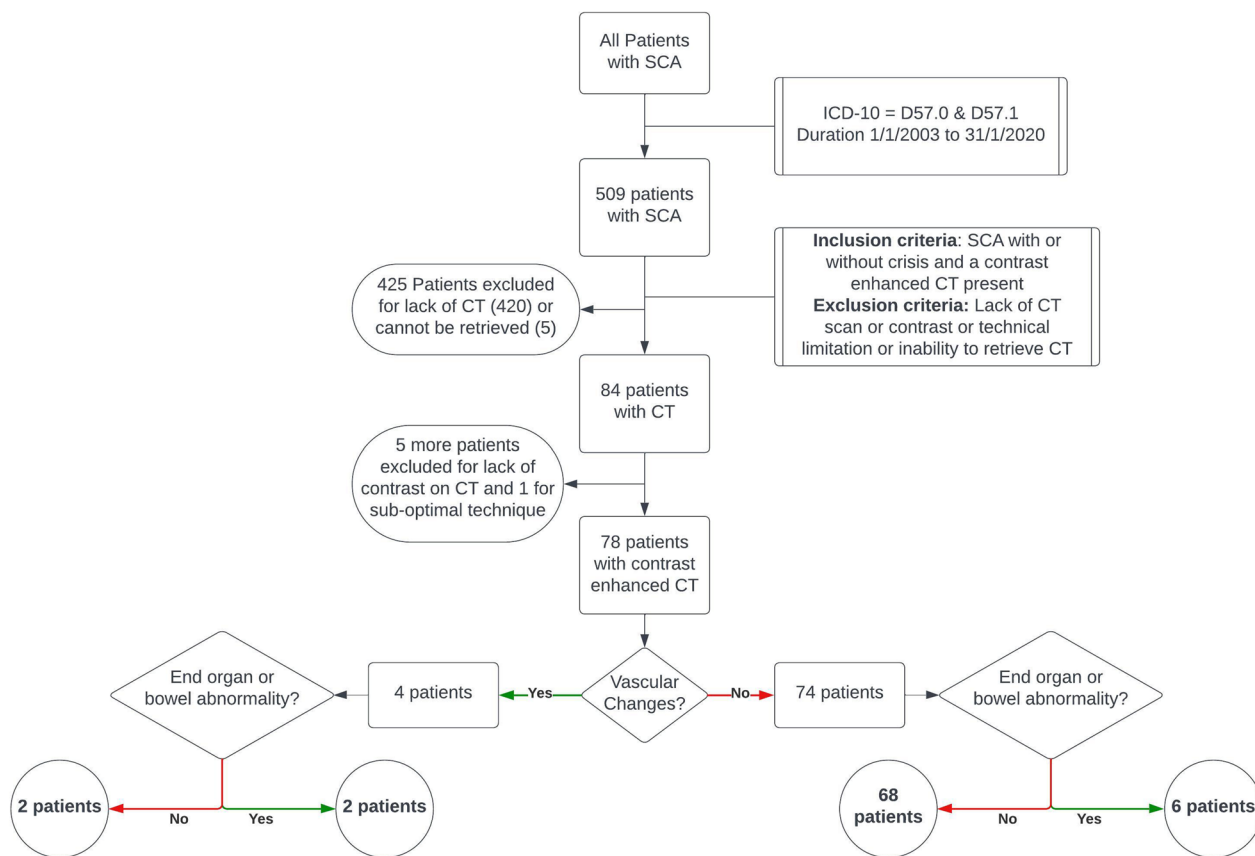 All Patients
with SCA
ICD-10 = D57.0 & D57.1
Duration 1/1/2003 to 31/1/2020
509 patients
with SCA
Inclusion criteria: SCA with or
without crisis and a contrast
enhanced CT present
Exclusion criteria: Lack of CT
scan or contrast or technical
limitation or inability to retrieve CT
425 Patients excluded
for lack of CT (420) or
cannot be retrieved (5)
84 patients
with CT
5 more patients
excluded for lack of
contrast on CT and 1 for
sub-optimal technique
78 patients
with contrast
enhanced CT
End organ or
bowel abnormality?
4 patients
Yes
Vascular
Changes?
No
74 patients
End organ or
bowel abnormality?
2 patients
No
Yes
2 patients
68
patients
No
Yes
6 patients